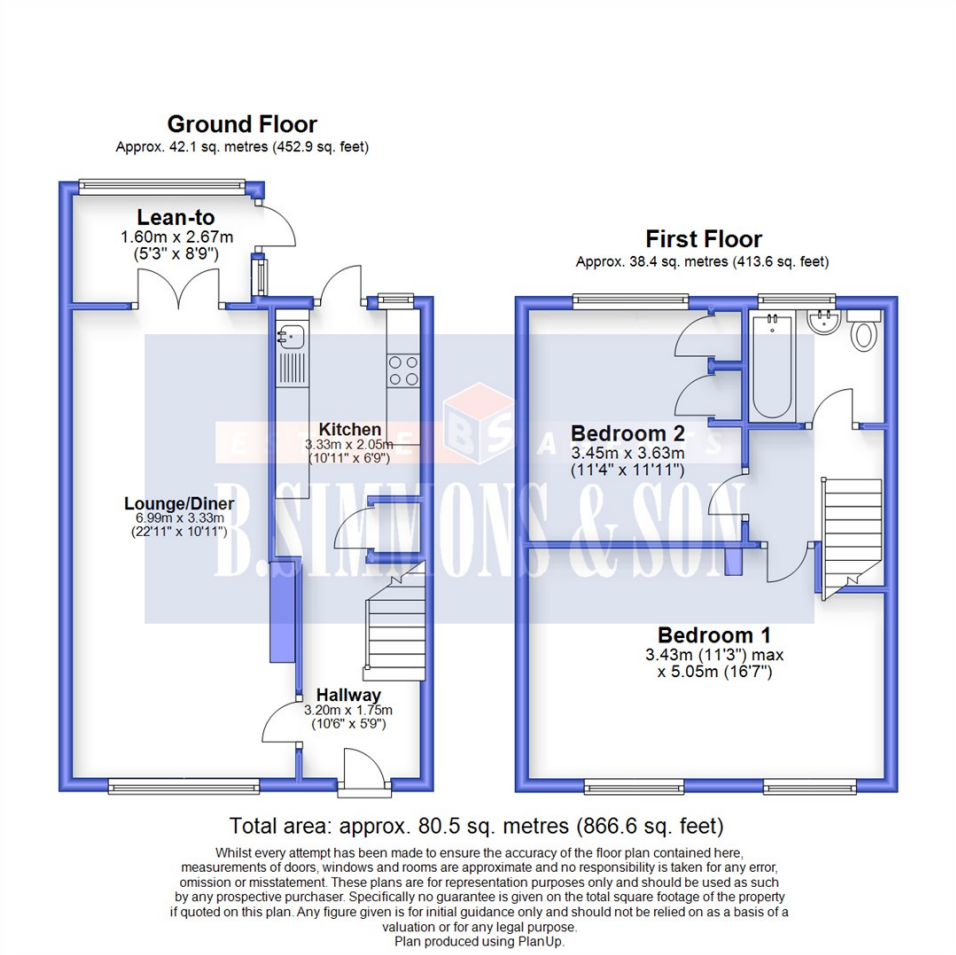 Ground Floor
Approx. 42.1 sq. metres (452.9 sq. feet)
Lean-to
1.60m x 2.67m
(5'3" x 8'9")
Kitchen
3.33m x 2.05m
(10'11" x 6'9")
Lounge/Diner
6.99m x 3.33m
(22'11" x 10'11")
Hallway
3.20m x 1.75m
(10'6" x 5'9")
First Floor
Approx. 38.4 sq. metres (413.6 sq. feet)
Bedroom 2
3.45m x 3.63m
(11'4" x 11'11")
Bedroom 1
3.43m (11'3") max
x 5.05m (16'7")
BS
ESTATE AGENTS
B.SIMMONS & SON
Total area: approx. 80.5 sq. metres (866.6 sq. feet)
Whilst every attempt has been made to ensure the accuracy of the floor plan contained here,
measurements of doors, windows and rooms are approximate and no responsibility is taken for any error,
omission or misstatement. These plans are for representation purposes only and should be used as such
by any prospective purchaser. Specifically no guarantee is given on the total square footage of the property
if quoted on this plan. Any figure given is for initial guidance only and should not be relied on as a basis of a
valuation or for any legal purpose.
Plan produced using PlanUp.